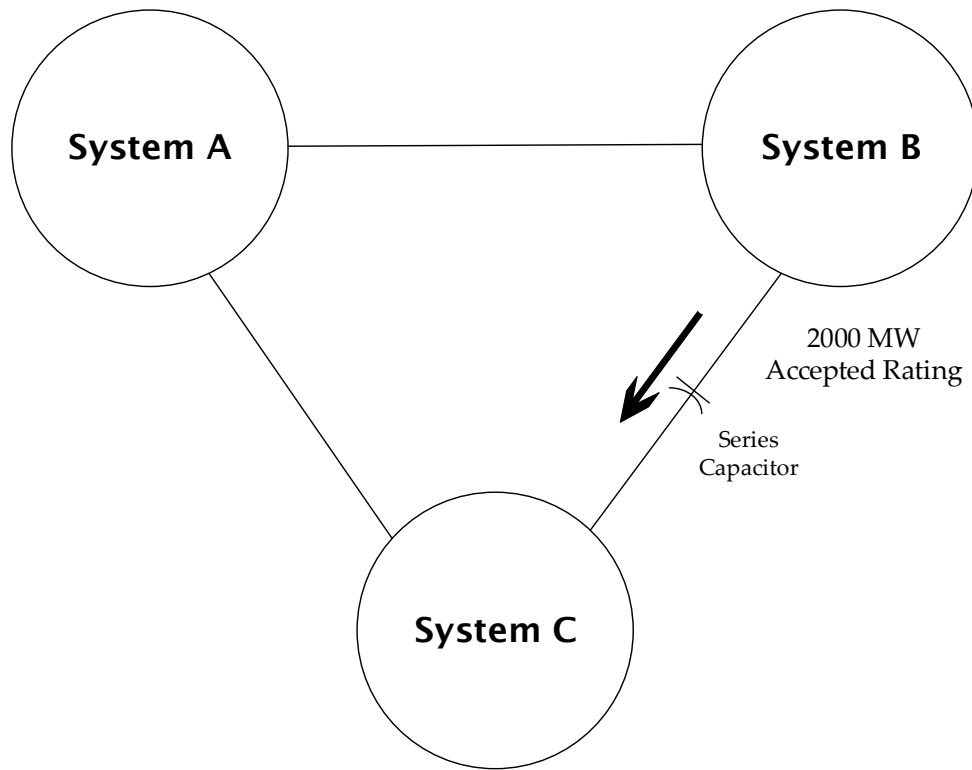 System A
System B
2000 MW
Accepted Rating
Series
Capacitor
System C